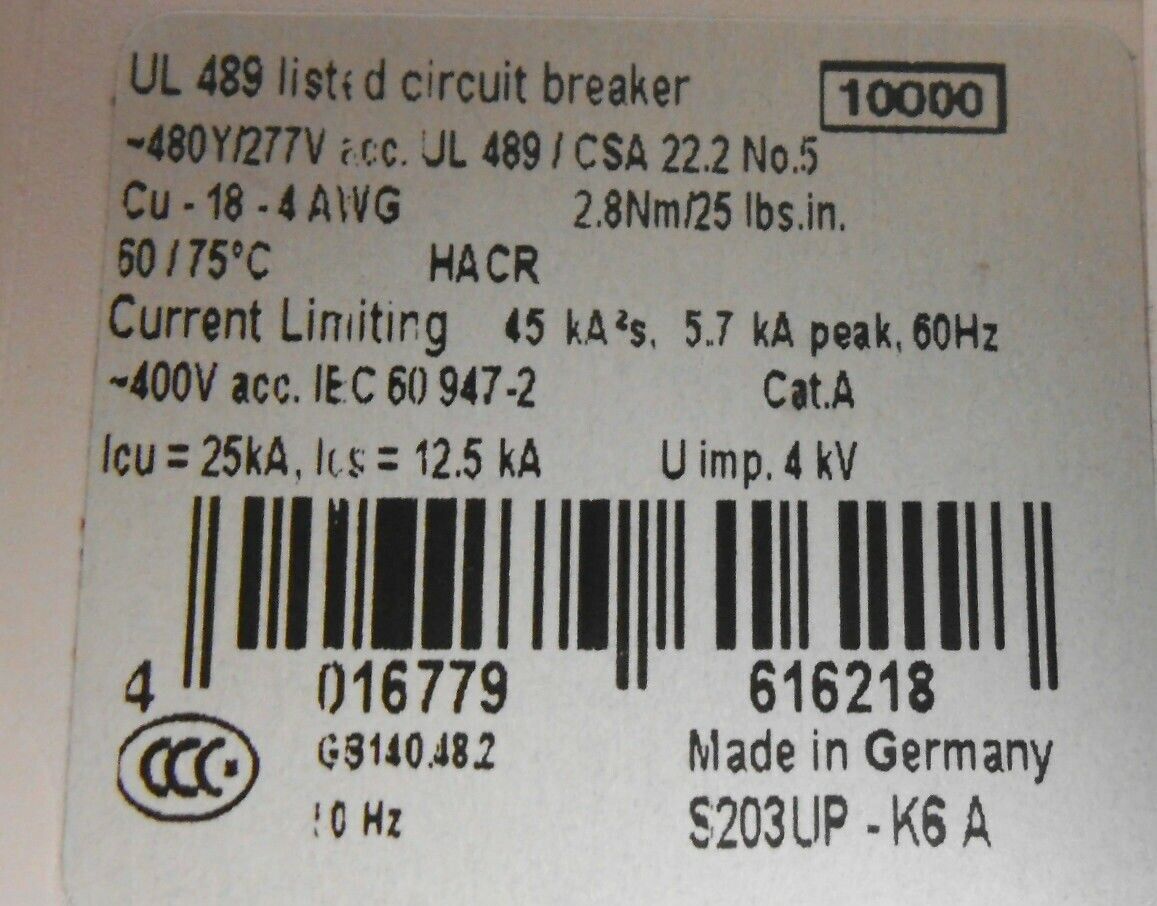 UL 489 listed circuit breaker 10000
~480Y/277V acc. UL 489 / CSA 22.2 No.5
Cu - 18 - 4 AWG 2.8Nm/25 lbs.in.
60 / 75°C HACR
Current Limiting 45 kA²s, 5.7 kA peak, 60Hz
~400V acc. IEC 60 947-2 Cat.A
Icu = 25kA, Ics = 12.5 kA U imp. 4 kV
4 016779 616218
CCC Made in Germany
Hz S203UP - K6 A